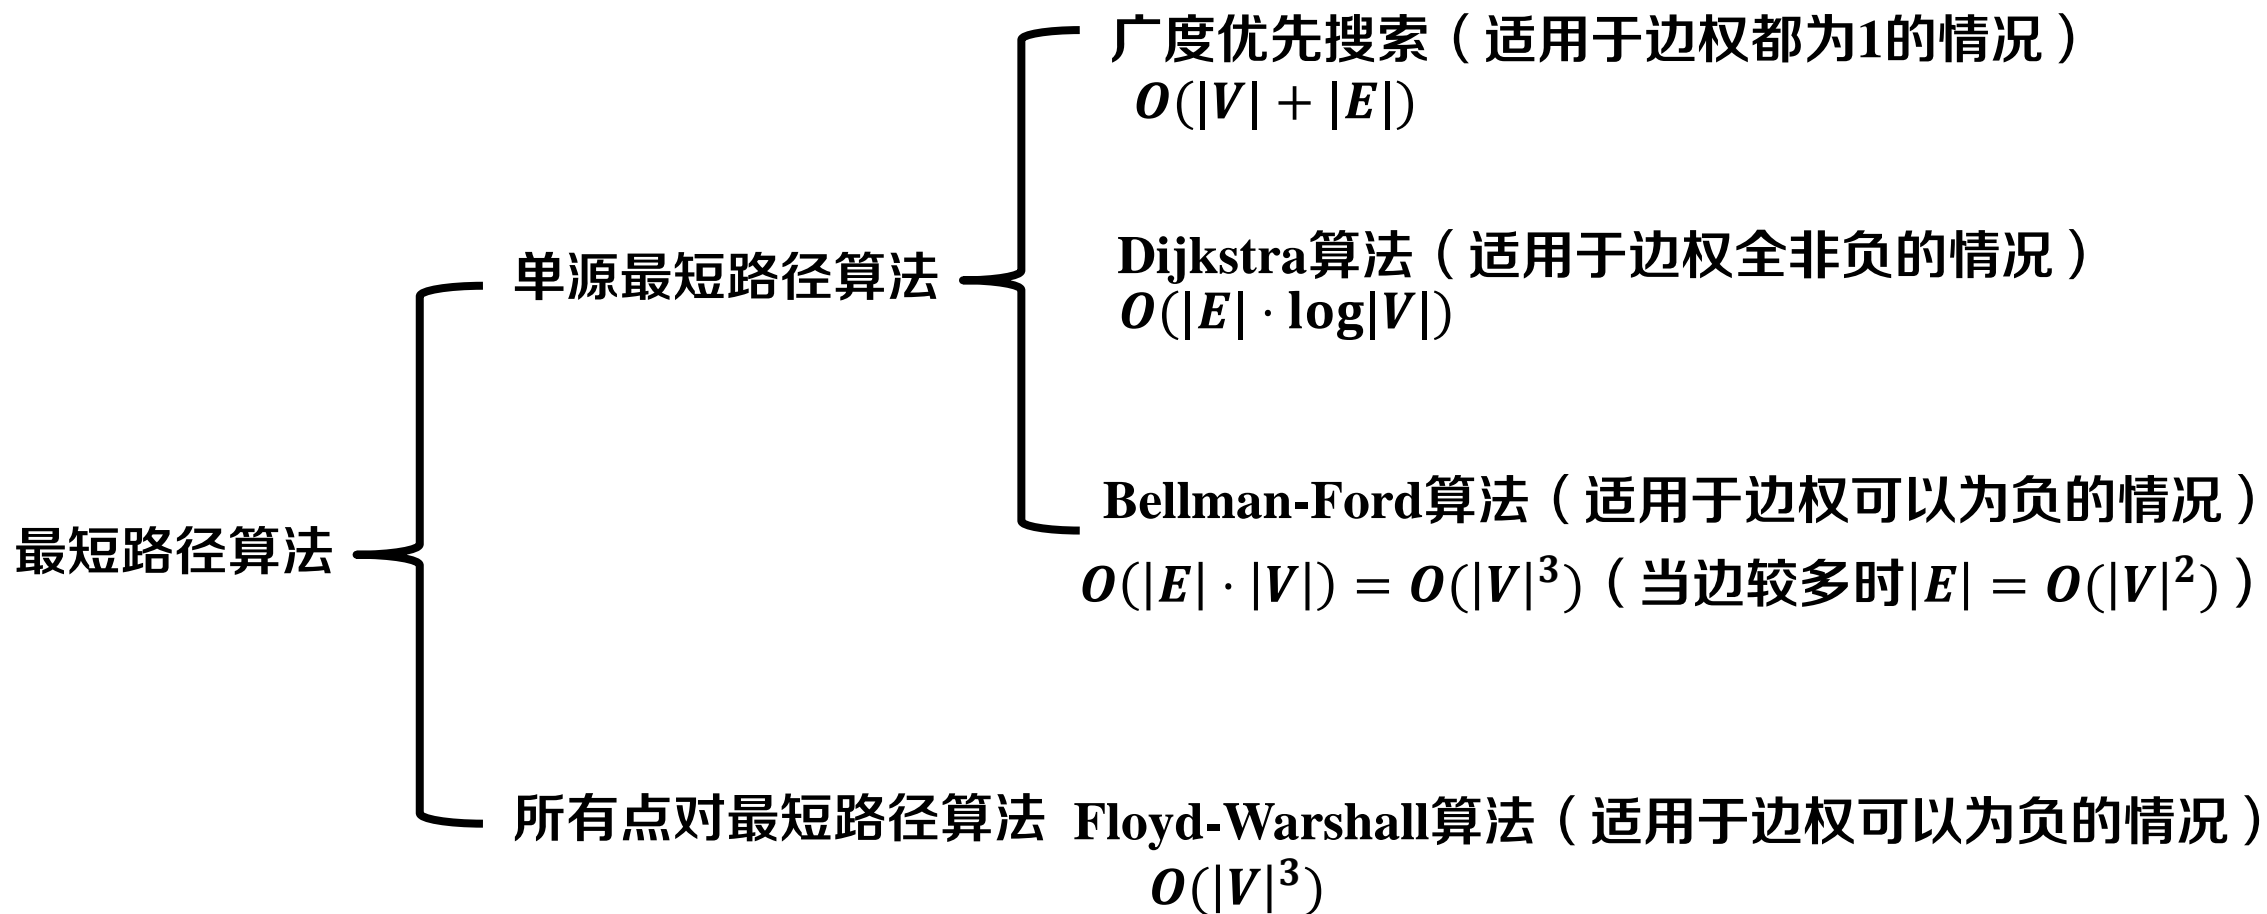 广度优先搜索（适用于边权都为1的情况）
O(|V| + |E|)
Dijkstra算法（适用于边权全非负的情况）
O(|E| · log|V|)
单源最短路径算法
Bellman-Ford算法（适用于边权可以为负的情况）
O(|E| · |V|) = O(|V|³)（当边较多时|E| = O(|V|²)）
最短路径算法
所有点对最短路径算法 Floyd-Warshall算法（适用于边权可以为负的情况）
O(|V|³)